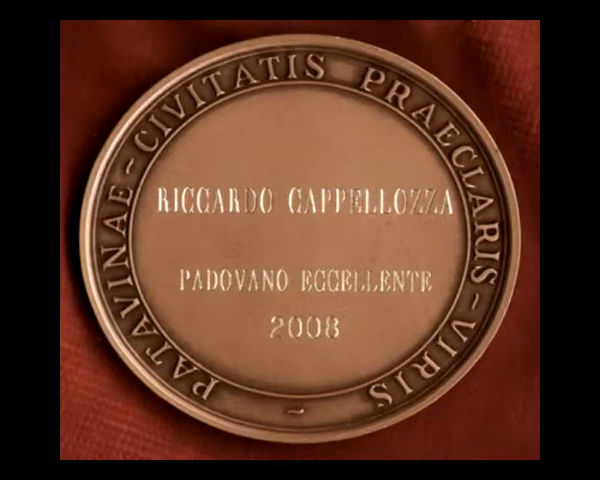 PATAVINAE ~ CIVITATIS PRAECLARIS ~ VIRIS ~
RICCARDO CAPPELLOZZA
PADOVANO ECCELLENTE
2008